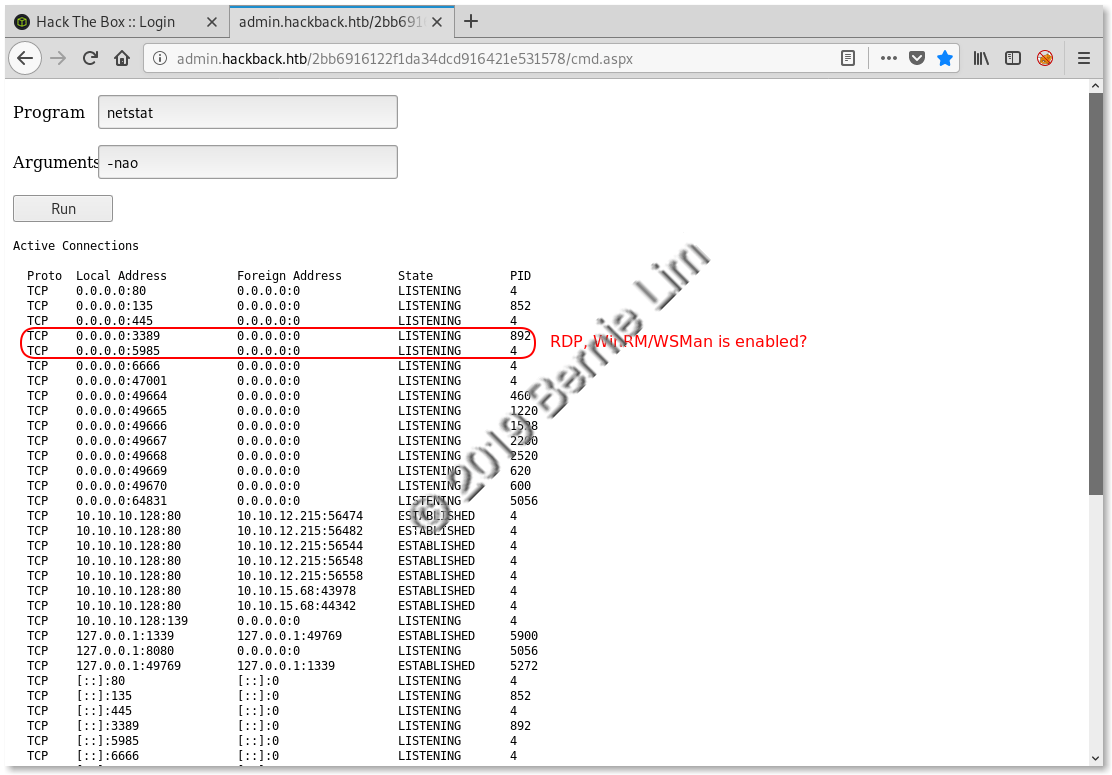 Hack The Box :: Login
admin.hackback.htb/2bb691
admin.hackback.htb/2bb6916122f1da34dcd916421e531578/cmd.aspx
Program netstat
Arguments -nao
Run
Active Connections
Proto Local Address Foreign Address State PID
TCP 0.0.0.0:80 0.0.0.0:0 LISTENING 4
TCP 0.0.0.0:135 0.0.0.0:0 LISTENING 852
TCP 0.0.0.0:445 0.0.0.0:0 LISTENING 4
TCP 0.0.0.0:3389 0.0.0.0:0 LISTENING 892
RDP, WinRM/WSMan is enabled?
TCP 0.0.0.0:5985 0.0.0.0:0 LISTENING 4
TCP 0.0.0.0:6666 0.0.0.0:0 LISTENING 4
TCP 0.0.0.0:47001 0.0.0.0:0 LISTENING 4
TCP 0.0.0.0:49664 0.0.0.0:0 LISTENING 460
TCP 0.0.0.0:49665 0.0.0.0:0 LISTENING 1220
TCP 0.0.0.0:49666 0.0.0.0:0 LISTENING
TCP 0.0.0.0:49667 0.0.0.0:0 LISTENING
TCP 0.0.0.0:49668 0.0.0.0:0 LISTENING 2520
TCP 0.0.0.0:49669 0.0.0.0:0 LISTENING 620
TCP 0.0.0.0:49670 0.0.0.0:0 LISTENING 600
TCP 0.0.0.0:64831 0.0.0.0:0 LISTENING 5056
TCP 10.10.10.128:80 10.10.12.215:56474 ESTABLISHED 4
TCP 10.10.10.128:80 10.10.12.215:56482 ESTABLISHED 4
TCP 10.10.10.128:80 10.10.12.215:56544 ESTABLISHED 4
TCP 10.10.10.128:80 10.10.12.215:56548 ESTABLISHED 4
TCP 10.10.10.128:80 10.10.12.215:56558 ESTABLISHED 4
TCP 10.10.10.128:80 10.10.15.68:43978 ESTABLISHED 4
TCP 10.10.10.128:80 10.10.15.68:44342 ESTABLISHED 4
TCP 10.10.10.128:139 0.0.0.0:0 LISTENING 4
TCP 127.0.0.1:1339 127.0.0.1:49769 ESTABLISHED 5900
TCP 127.0.0.1:8080 0.0.0.0:0 LISTENING 5056
TCP 127.0.0.1:49769 127.0.0.1:1339 ESTABLISHED 5272
TCP [::]:80 [::]:0 LISTENING 4
TCP [::]:135 [::]:0 LISTENING 852
TCP [::]:445 [::]:0 LISTENING 4
TCP [::]:3389 [::]:0 LISTENING 892
TCP [::]:5985 [::]:0 LISTENING 4
TCP [::]:6666 [::]:0 LISTENING 4
© 2019 Bernie Lim